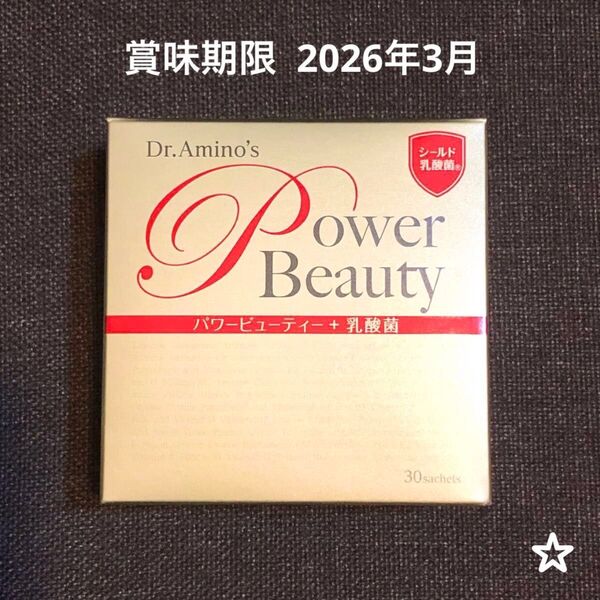 賞味期限 2026年3月
Dr.Amino's
シールド
乳酸菌®
Power
Beauty
パワービューティー + 乳酸菌
30sachets